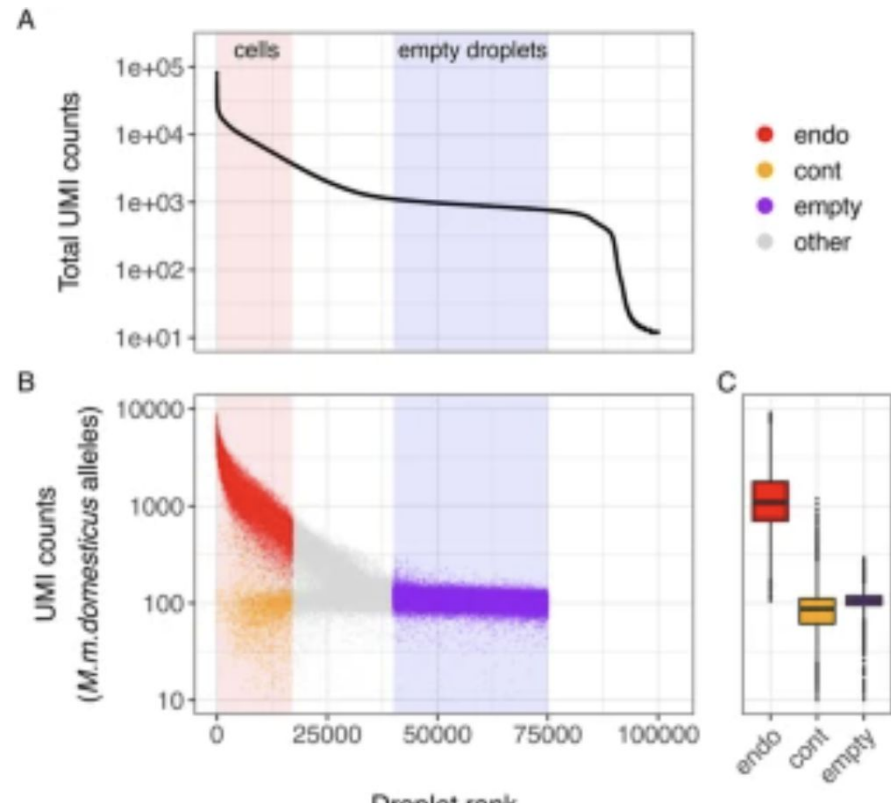 A
cells
empty droplets
1e+05
1e+04
1e+03
1e+02
1e+01
Total UMI counts
endo
cont
empty
other
B
10000
1000
100
10
UMI counts
(M.m.domesticus alleles)
0
25000
50000
75000
100000
Droplet rank
C
endo
cont
empty